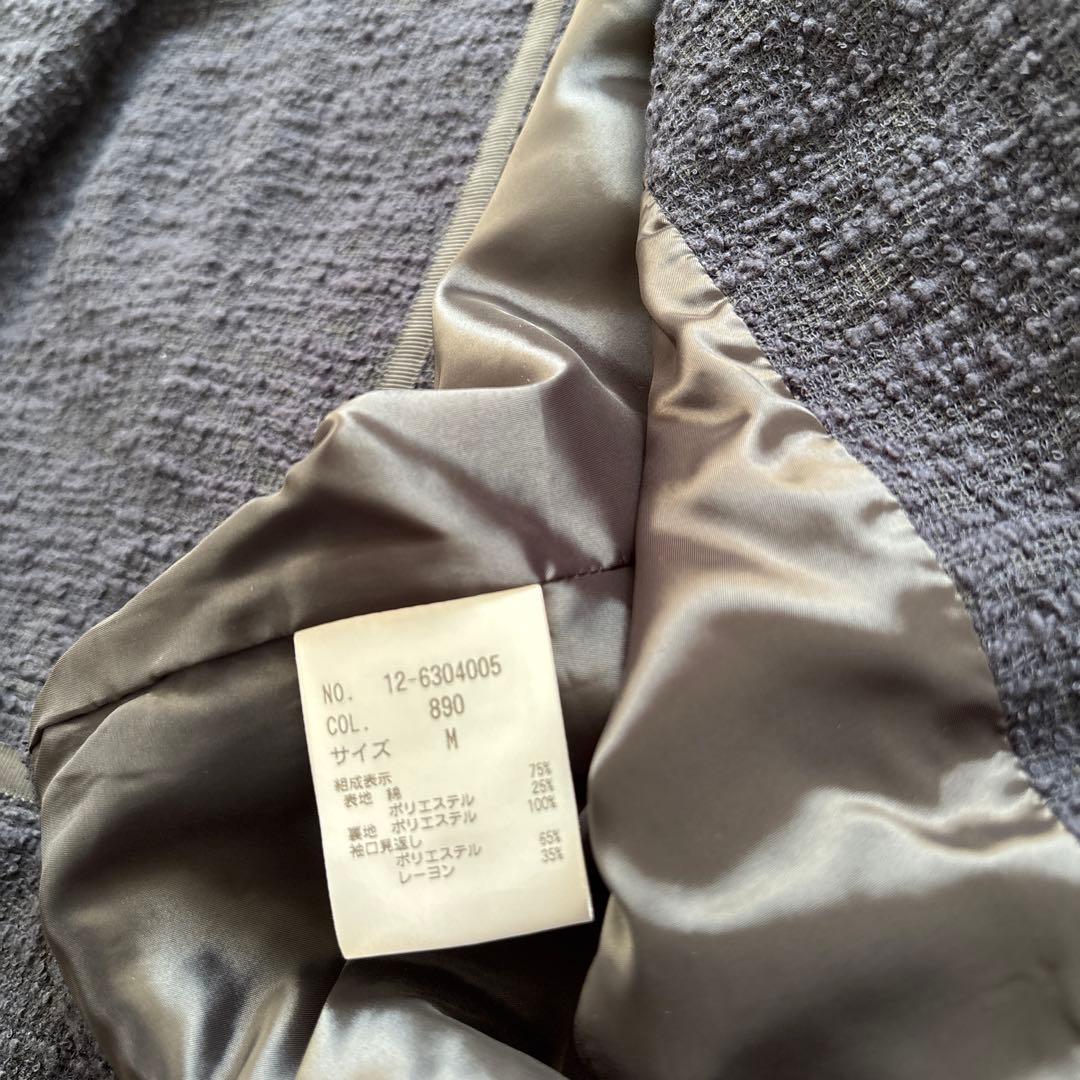 NO. 12-6304005
COL. 890
サイズ M
組成表示
表地 綿 75%
ポリエステル 25%
裏地 ポリエステル 100%
袖口見返し
ポリエステル 65%
レーヨン 35%